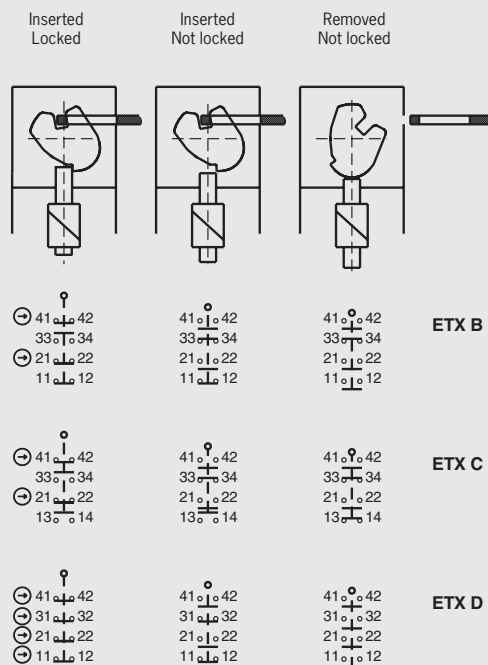 Inserted Inserted Removed
Locked Not locked Not locked
41 42 41 42 41 42 ETX B
33 34 33 34 33 34
21 22 21 22 21 22
11 12 11 12 11 12
41 42 41 42 41 42 ETX C
33 34 33 34 33 34
21 22 21 22 21 22
13 14 13 14 13 14
41 42 41 42 41 42 ETX D
31 32 31 32 31 32
21 22 21 22 21 22
11 12 11 12 11 12